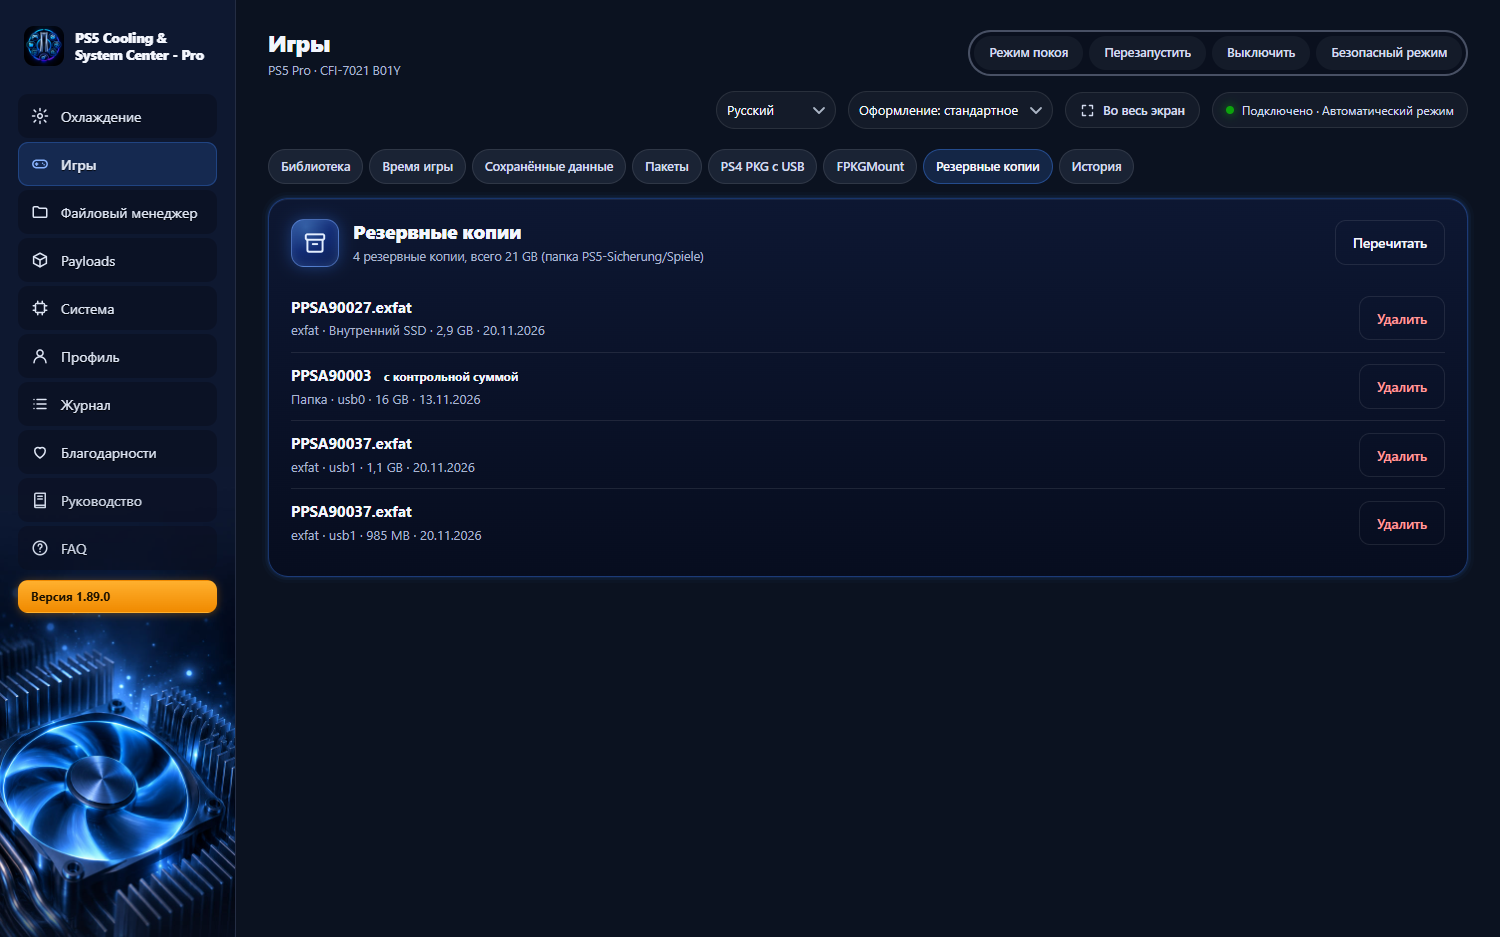 PS5 Cooling &
System Center - Pro
Охлаждение
Игры
Файловый менеджер
Payloads
Система
Профиль
Журнал
Благодарности
Руководство
FAQ
Версия 1.89.0
Игры
PS5 Pro · CFI-7021 B01Y
Режим покоя
Перезапустить
Выключить
Безопасный режим
Русский
Оформление: стандартное
Во весь экран
Подключено · Автоматический режим
Библиотека
Время игры
Сохранённые данные
Пакеты
PS4 PKG с USB
FPKGMount
Резервные копии
История
Резервные копии
4 резервные копии, всего 21 GB (папка PS5-Sicherung/Spiele)
Перечитать
PPSA90027.exfat
exfat · Внутренний SSD · 2,9 GB · 20.11.2026
Удалить
PPSA90003 с контрольной суммой
Папка · usb0 · 16 GB · 13.11.2026
Удалить
PPSA90037.exfat
exfat · usb1 · 1,1 GB · 20.11.2026
Удалить
PPSA90037.exfat
exfat · usb1 · 985 MB · 20.11.2026
Удалить